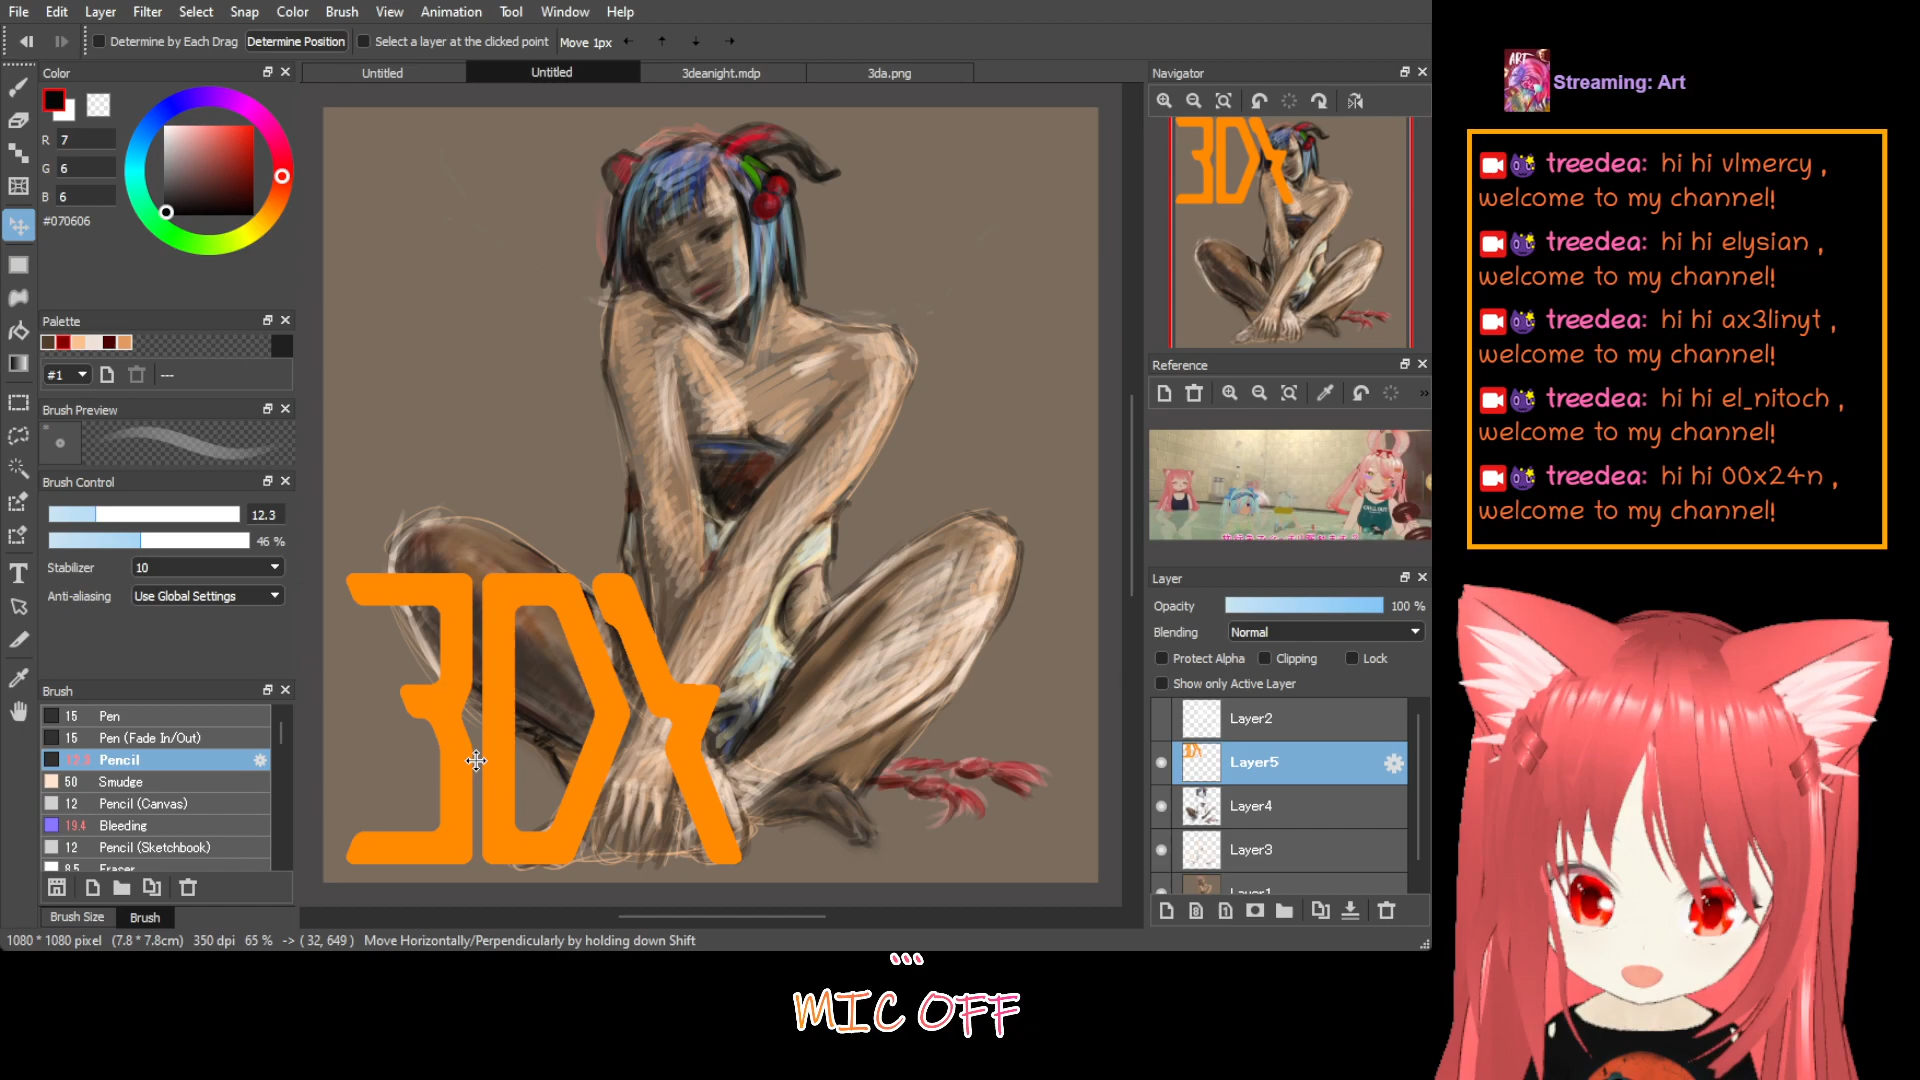 File Edit Layer Filter Select Snap Color Brush View Animation Tool Window Help
Determine by Each Drag Determine Position Select a layer at the clicked point Move 1px
Color
Untitled Untitled 3deanight.mdp 3da.png
Navigator
R 7
G 6
B 6
#070606
Palette
#1 ---
Brush Preview
Brush Control
12.3
46 %
Stabilizer 10
Anti-aliasing Use Global Settings
Brush
15 Pen
15 Pen (Fade In/Out)
Pencil
50 Smudge
12 Pencil (Canvas)
19.4 Bleeding
12 Pencil (Sketchbook)
8.5 Eraser
Brush Size Brush
1080 * 1080 pixel (7.8 * 7.8cm) 350 dpi 65 % -> ( 32, 649 ) Move Horizontally/Perpendicularly by holding down Shift
3DX
3DX
Reference
CHILL OUT
Layer
Opacity 100 %
Blending Normal
Protect Alpha Clipping Lock
Show only Active Layer
Layer2
Layer5
Layer4
Layer3
Layer1
ART
Streaming: Art
treedea: hi hi vlmercy ,
welcome to my channel!
treedea: hi hi elysian ,
welcome to my channel!
treedea: hi hi ax3linyt ,
welcome to my channel!
treedea: hi hi el_nitoch ,
welcome to my channel!
treedea: hi hi 00x24n ,
welcome to my channel!
MIC OFF